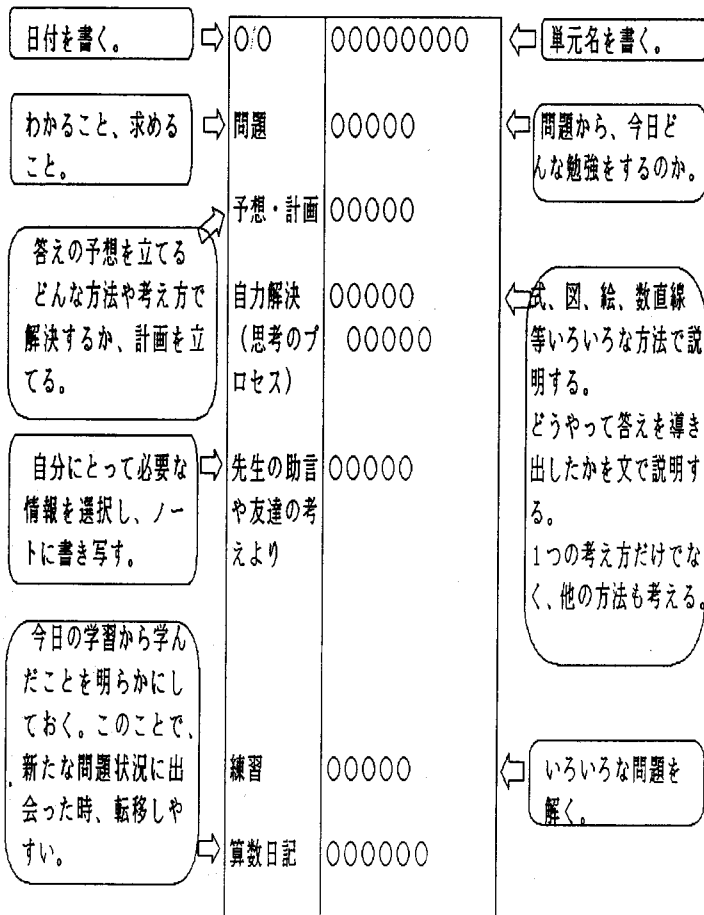 日付を書く。
○/○ ○○○○○○○○
単元名を書く。
わかること、求める
こと。
問題 ○○○○○
問題から、今日ど
んな勉強をするのか。
予想・計画 ○○○○○
答えの予想を立てる
どんな方法や考え方で
解決するか、計画を立
てる。
自力解決 ○○○○○
(思考のプ ○○○○○
ロセス)
式、図、絵、数直線
等いろいろな方法で説
明する。
どうやって答えを導き
出したかを文で説明す
る。
1つの考え方だけでな
く、他の方法も考える。
自分にとって必要な
情報を選択し、ノー
トに書き写す。
先生の助言 ○○○○○
や友達の考
えより
今日の学習から学ん
だことを明らかにし
ておく。このことで、
新たな問題状況に出
会った時、転移しや
すい。
練習 ○○○○○
いろいろな問題を
解く。
算数日記 ○○○○○○